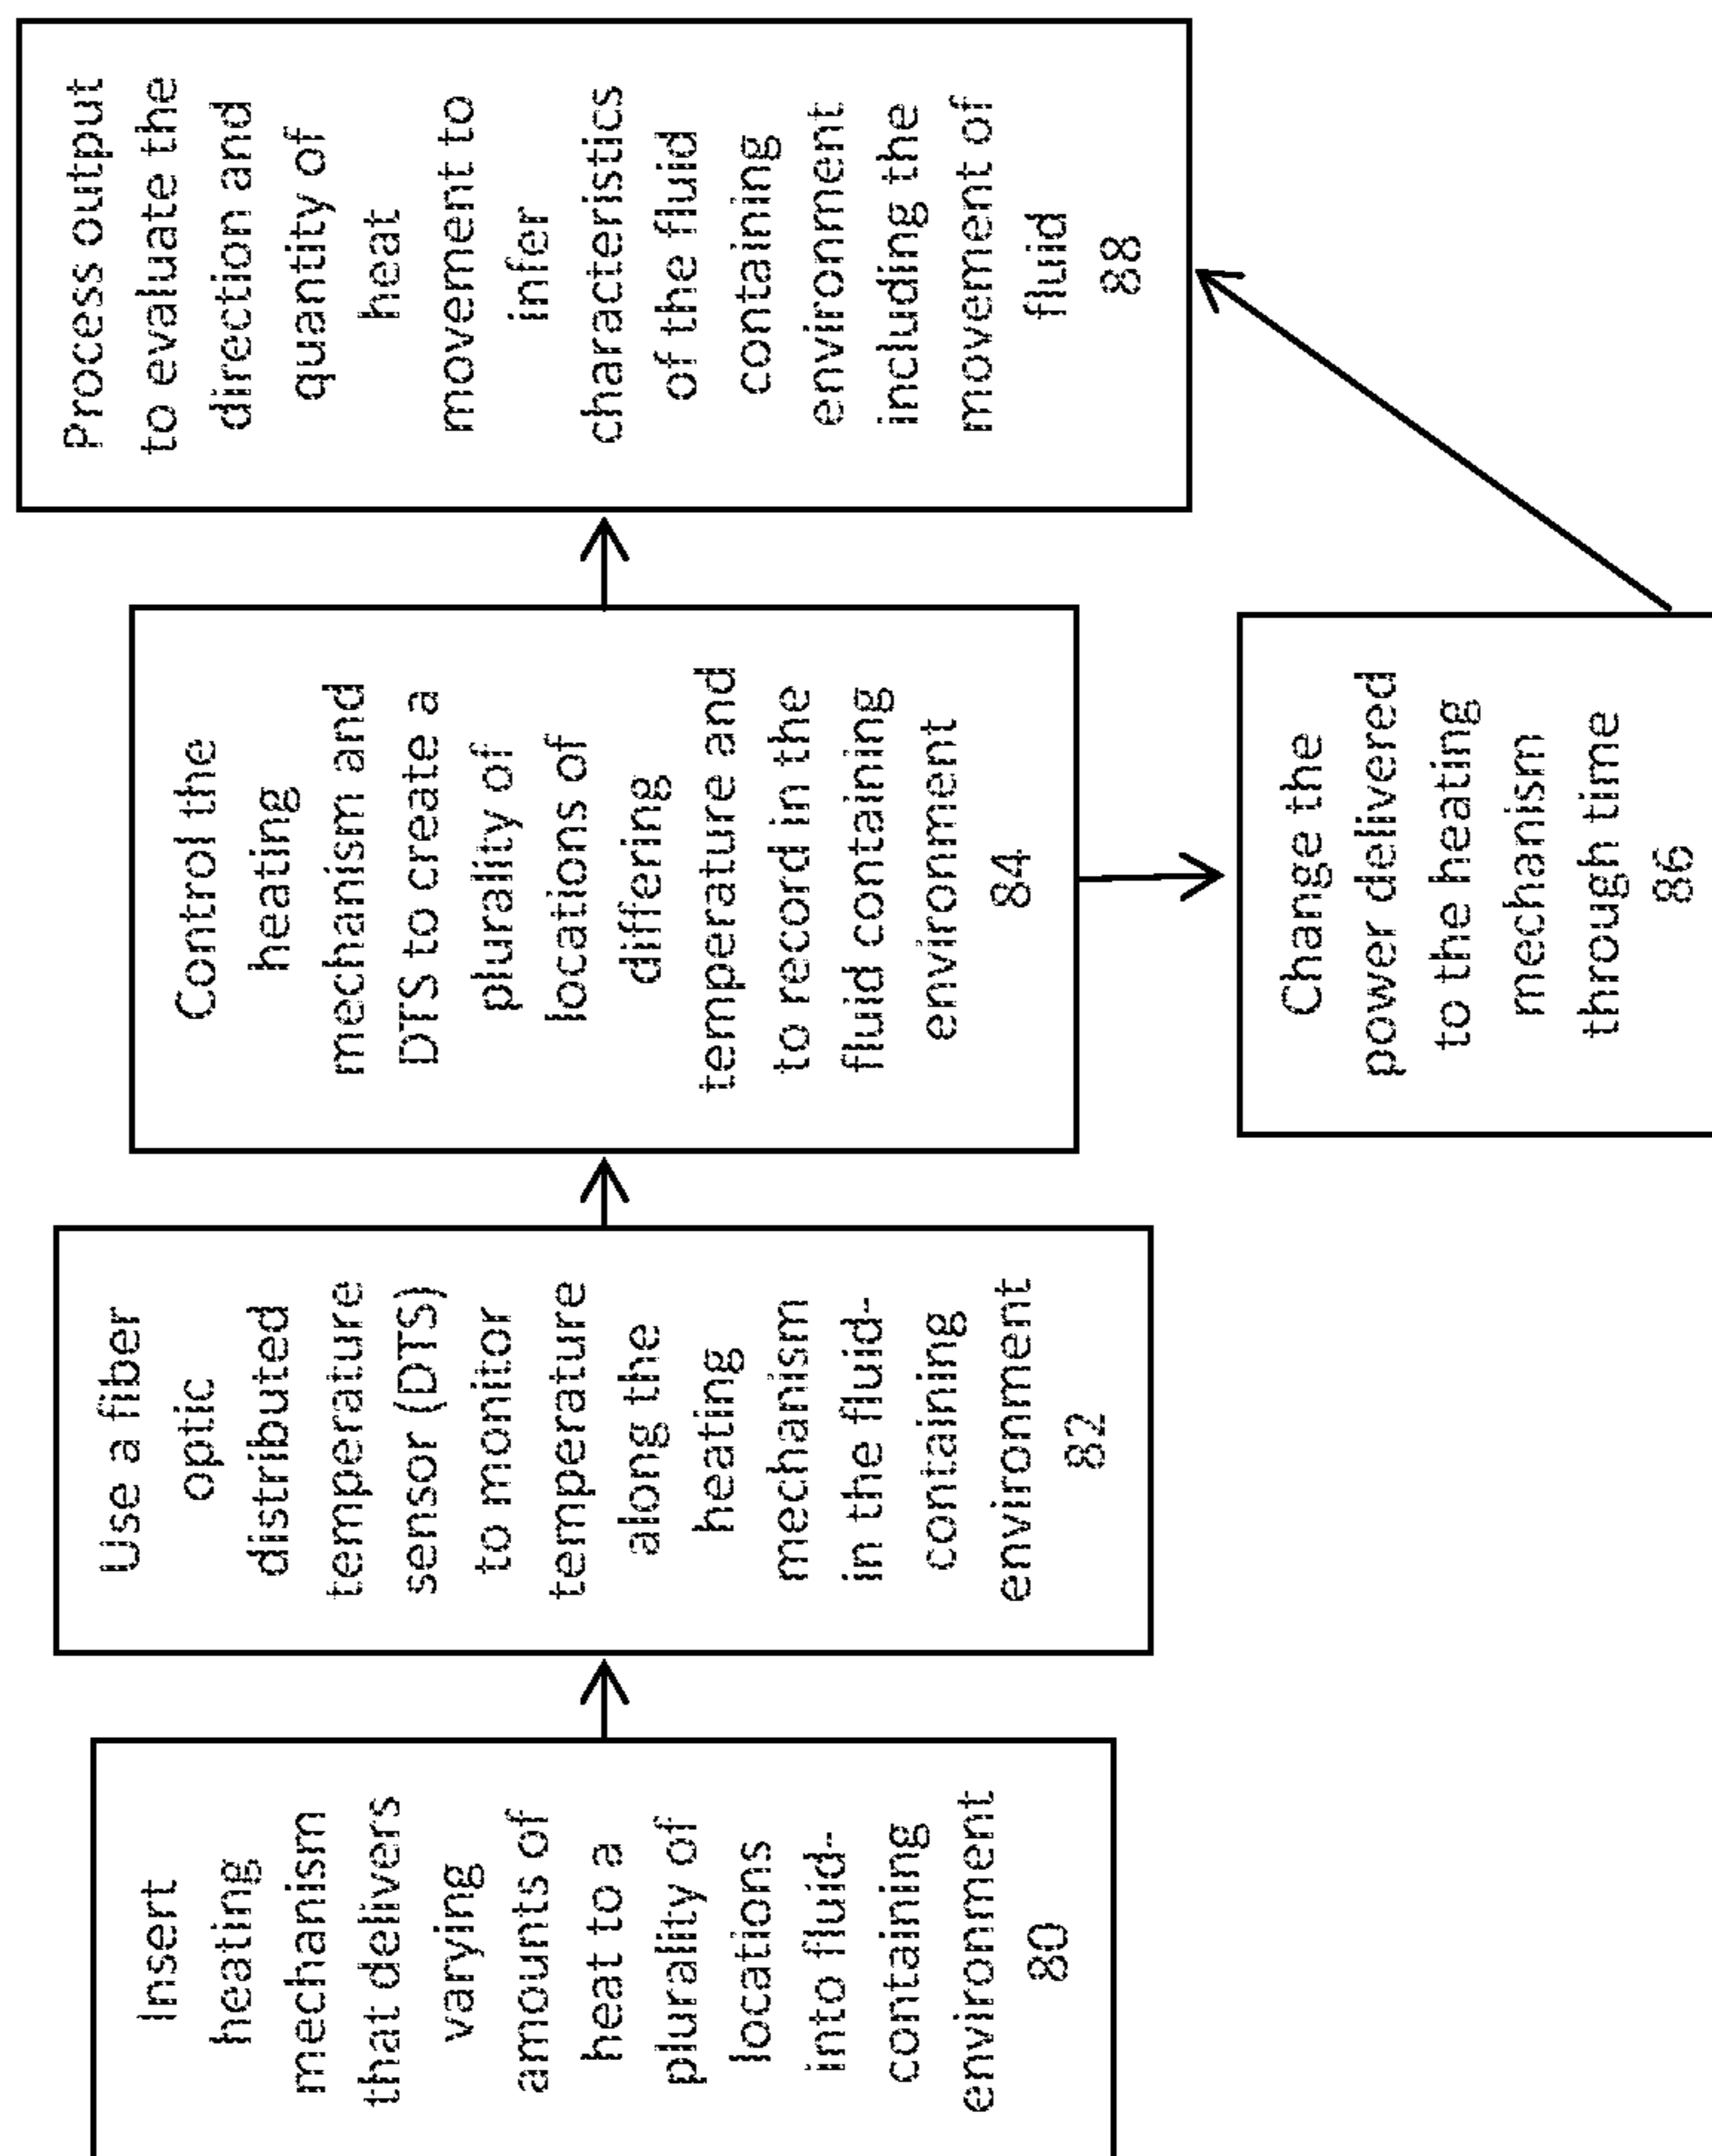 Insert
heating
mechanism
that delivers
varying
amounts of
heat to a
plurality of
locations
into fluid-
containing
environment
80
Use a fiber
optic
distributed
temperature
sensor (DTS)
to monitor
temperature
along the
heating
mechanism
in the fluid-
containing
environment
82
Control the
heating
mechanism and
DTS to create a
plurality of
locations of
differing
temperature and
to record in the
fluid containing
environment
84
Change the
power delivered
to the heating
mechanism
through time
86
Process output
to evaluate the
direction and
quantity of
heat
movement to
infer
characteristics
of the fluid
containing
environment
including the
movement of
fluid
88